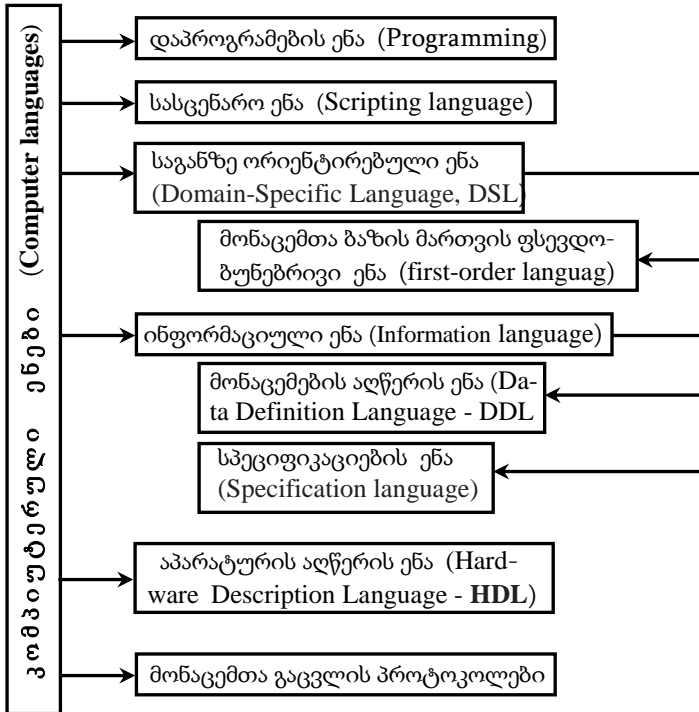 კომპიუტერული ენები (Computer languages)
დაპროგრამების ენა (Programming)
სასცენარო ენა (Scripting language)
საგანზე ორიენტირებული ენა
(Domain-Specific Language, DSL)
მონაცემთა ბაზის მართვის ფსევდო-
ბუნებრივი ენა (first-order languag)
ინფორმაციული ენა (Information language)
მონაცემების აღწერის ენა (Da-
ta Definition Language - DDL
სპეციფიკაციების ენა
(Specification language)
აპარატურის აღწერის ენა (Hard-
ware Description Language - HDL)
მონაცემთა გაცვლის პროტოკოლები